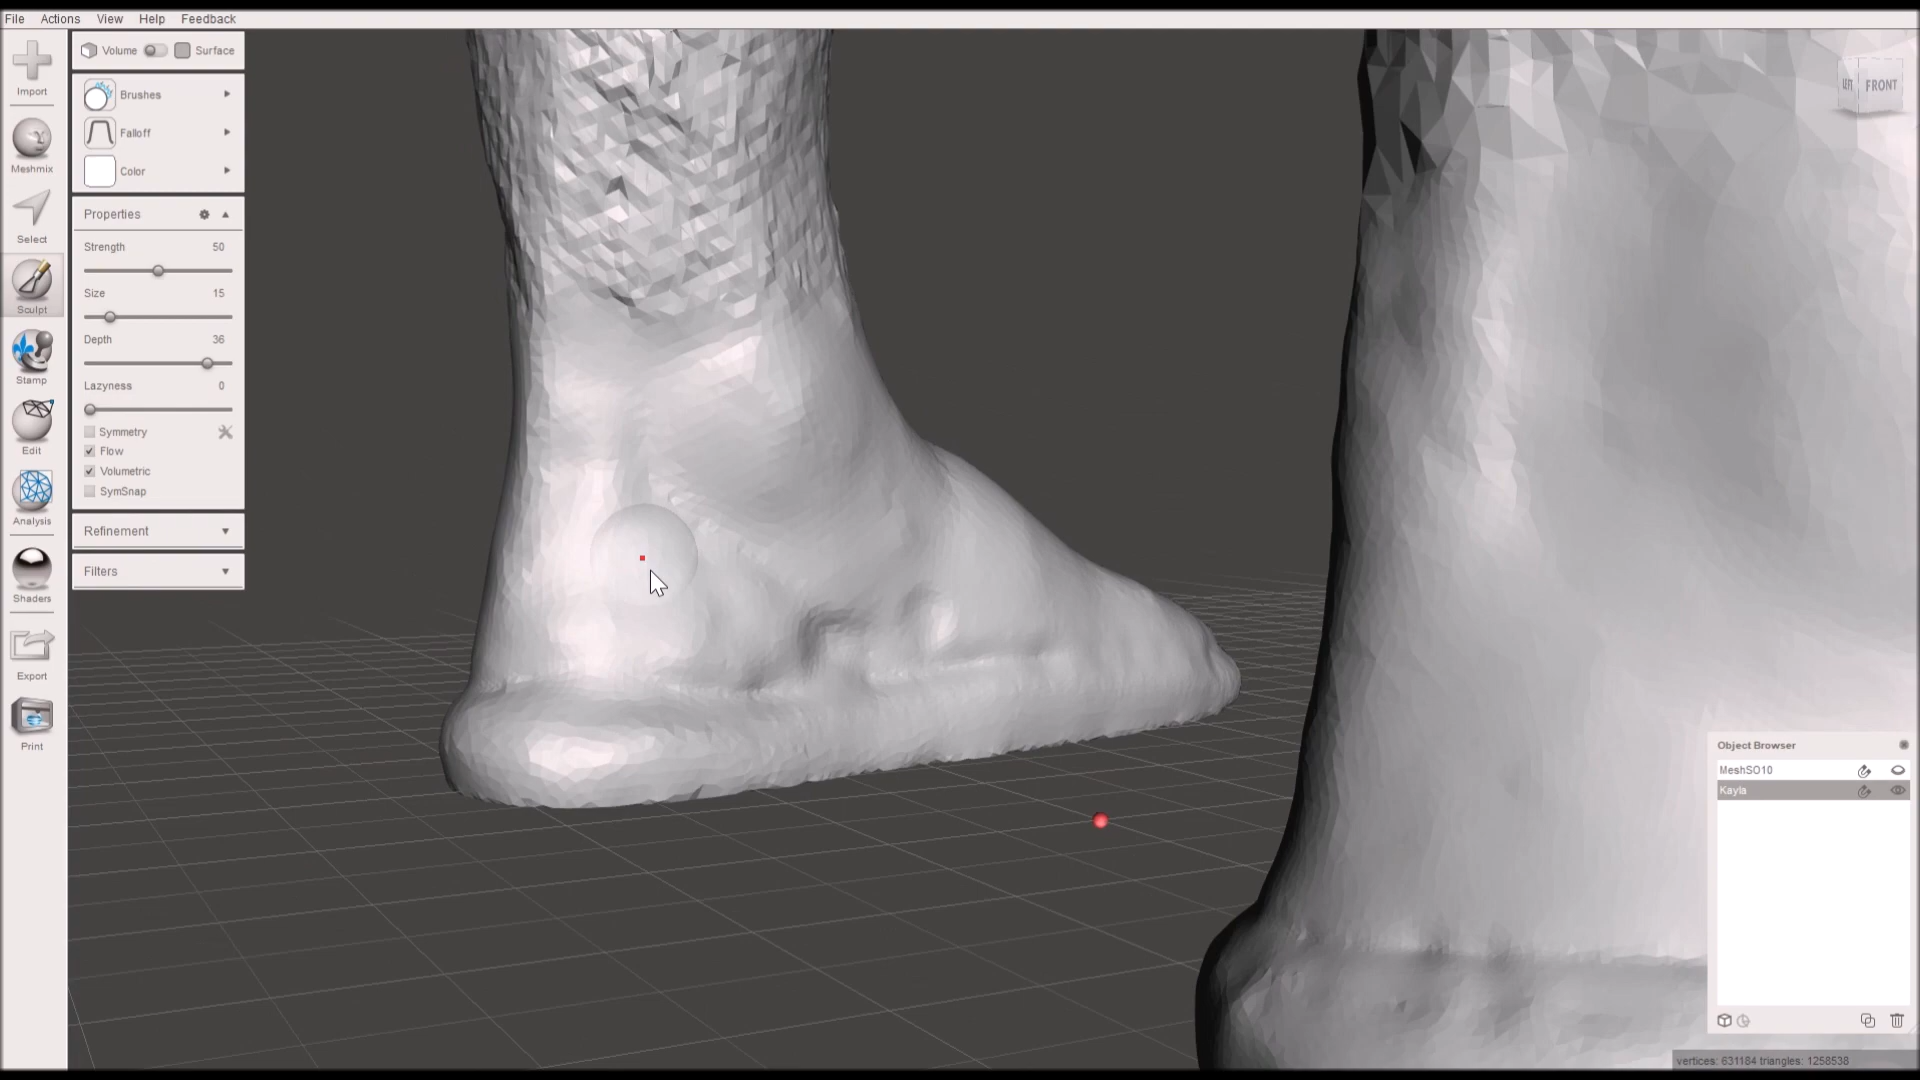 File Actions View Help Feedback
Import
Meshmix
Select
Sculpt
Stamp
Edit
Analysis
Shaders
Export
Print
Volume Surface
Brushes
Falloff
Color
Properties
Strength 50
Size 15
Depth 36
Lazyness 0
Symmetry
Flow
Volumetric
SymSnap
Refinement
Filters
FRONT
Object Browser
MeshSO10
Kayla
vertices: 631184 triangles: 1258538